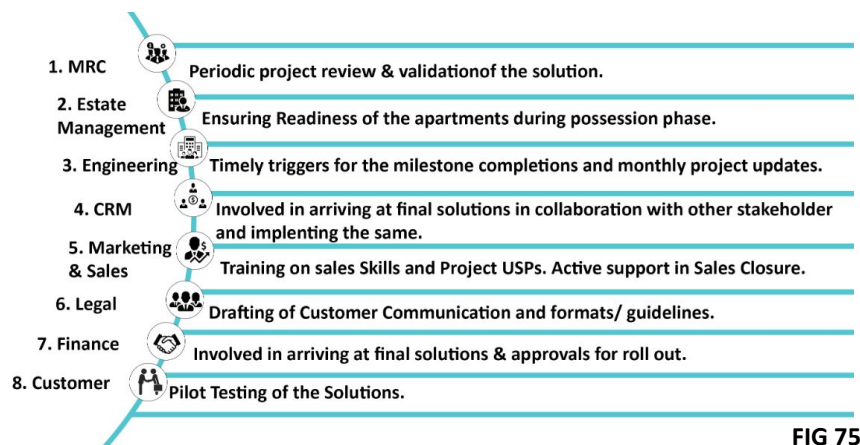 1. MRC
Periodic project review & validationof the solution.
2. Estate
Management
Ensuring Readiness of the apartments during possession phase.
3. Engineering
Timely triggers for the milestone completions and monthly project updates.
4. CRM
Involved in arriving at final solutions in collaboration with other stakeholder
and implenting the same.
5. Marketing
& Sales
Training on sales Skills and Project USPs. Active support in Sales Closure.
6. Legal
Drafting of Customer Communication and formats/ guidelines.
7. Finance
Involved in arriving at final solutions & approvals for roll out.
8. Customer
Pilot Testing of the Solutions.
FIG 75